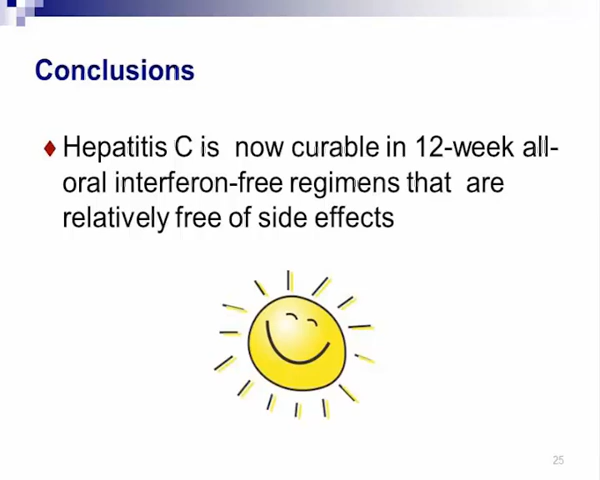 Conclusions
Hepatitis C is now curable in 12-week all-
oral interferon-free regimens that are
relatively free of side effects
25